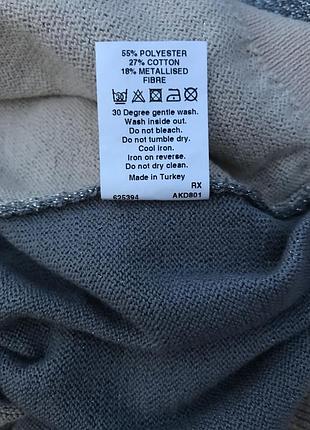 55% POLYESTER
27% COTTON
18% METALLISED
FIBRE
30 Degree gentle wash.
Wash inside out.
Do not bleach.
Do not tumble dry.
Cool iron.
Iron on reverse.
Do not dry clean.
Made in Turkey
RX
625394 AKD801